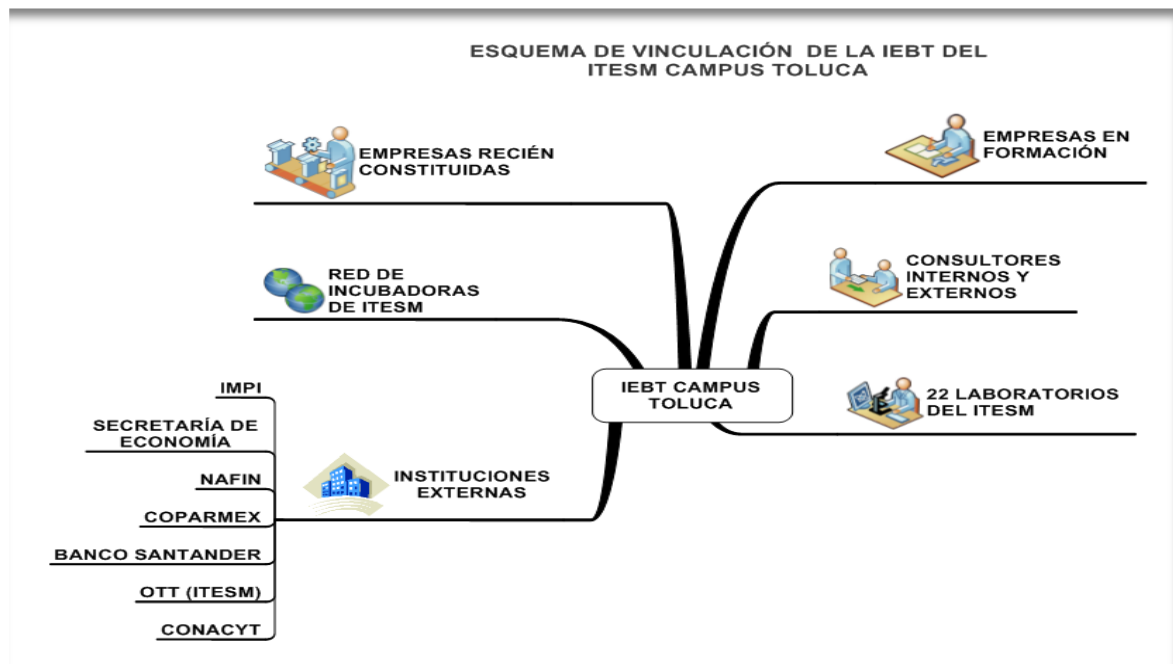 ESQUEMA DE VINCULACIÓN DE LA IEBT DEL
ITESM CAMPUS TOLUCA
EMPRESAS RECIÉN
CONSTITUIDAS
EMPRESAS EN
FORMACIÓN
RED DE
INCUBADORAS
DE ITESM
CONSULTORES
INTERNOS Y
EXTERNOS
IEBT CAMPUS
TOLUCA
22 LABORATORIOS
DEL ITESM
INSTITUCIONES
EXTERNAS
IMPI
SECRETARÍA DE
ECONOMÍA
NAFIN
COPARMEX
BANCO SANTANDER
OTT (ITESM)
CONACYT